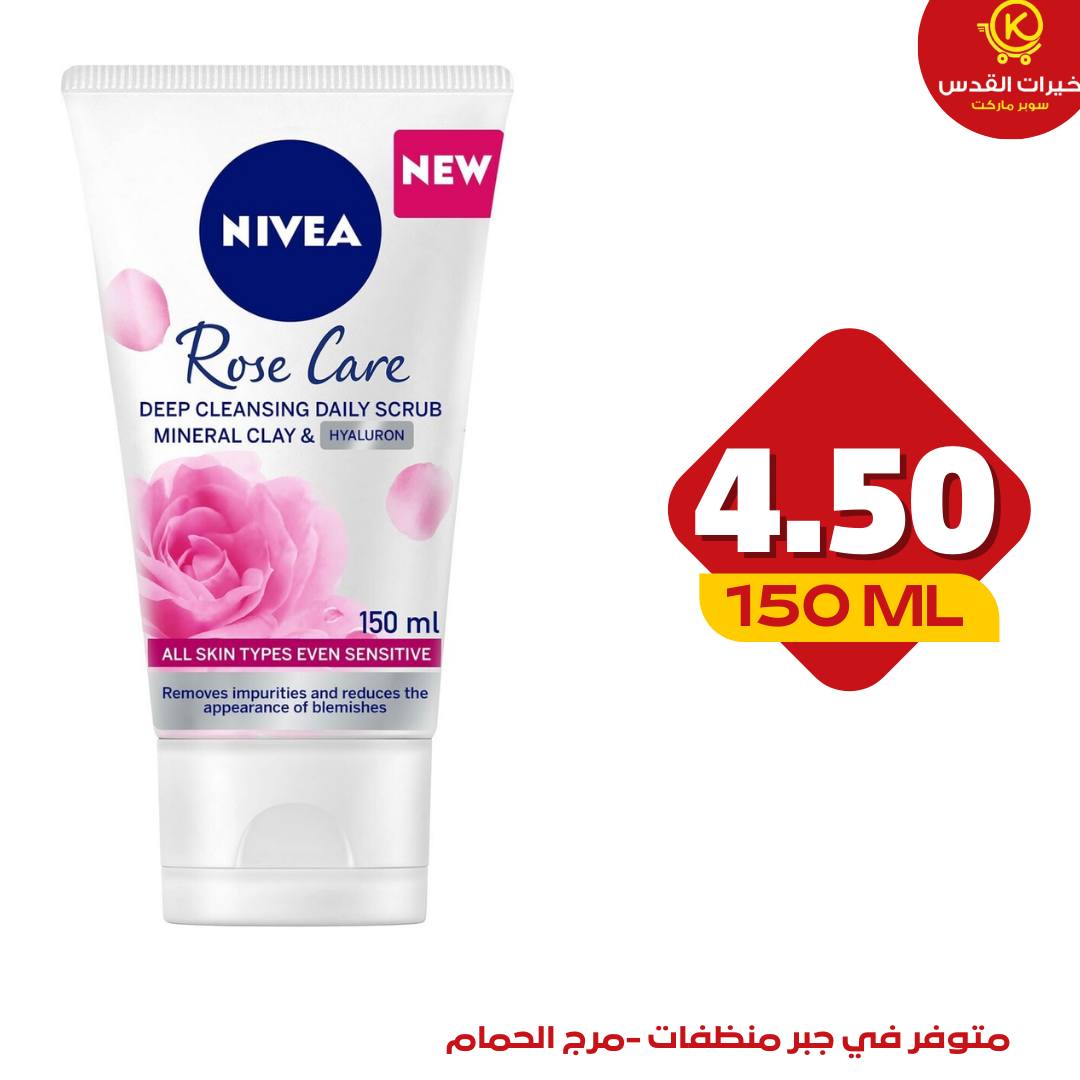 K
خيرات القدس
سوبر ماركت
NEW
NIVEA
Rose Care
DEEP CLEANSING DAILY SCRUB
MINERAL CLAY & HYALURON
150 ml
ALL SKIN TYPES EVEN SENSITIVE
Removes impurities and reduces the
appearance of blemishes
4.50
150 ML
متوفر في جبر منظفات -مرج الحمام